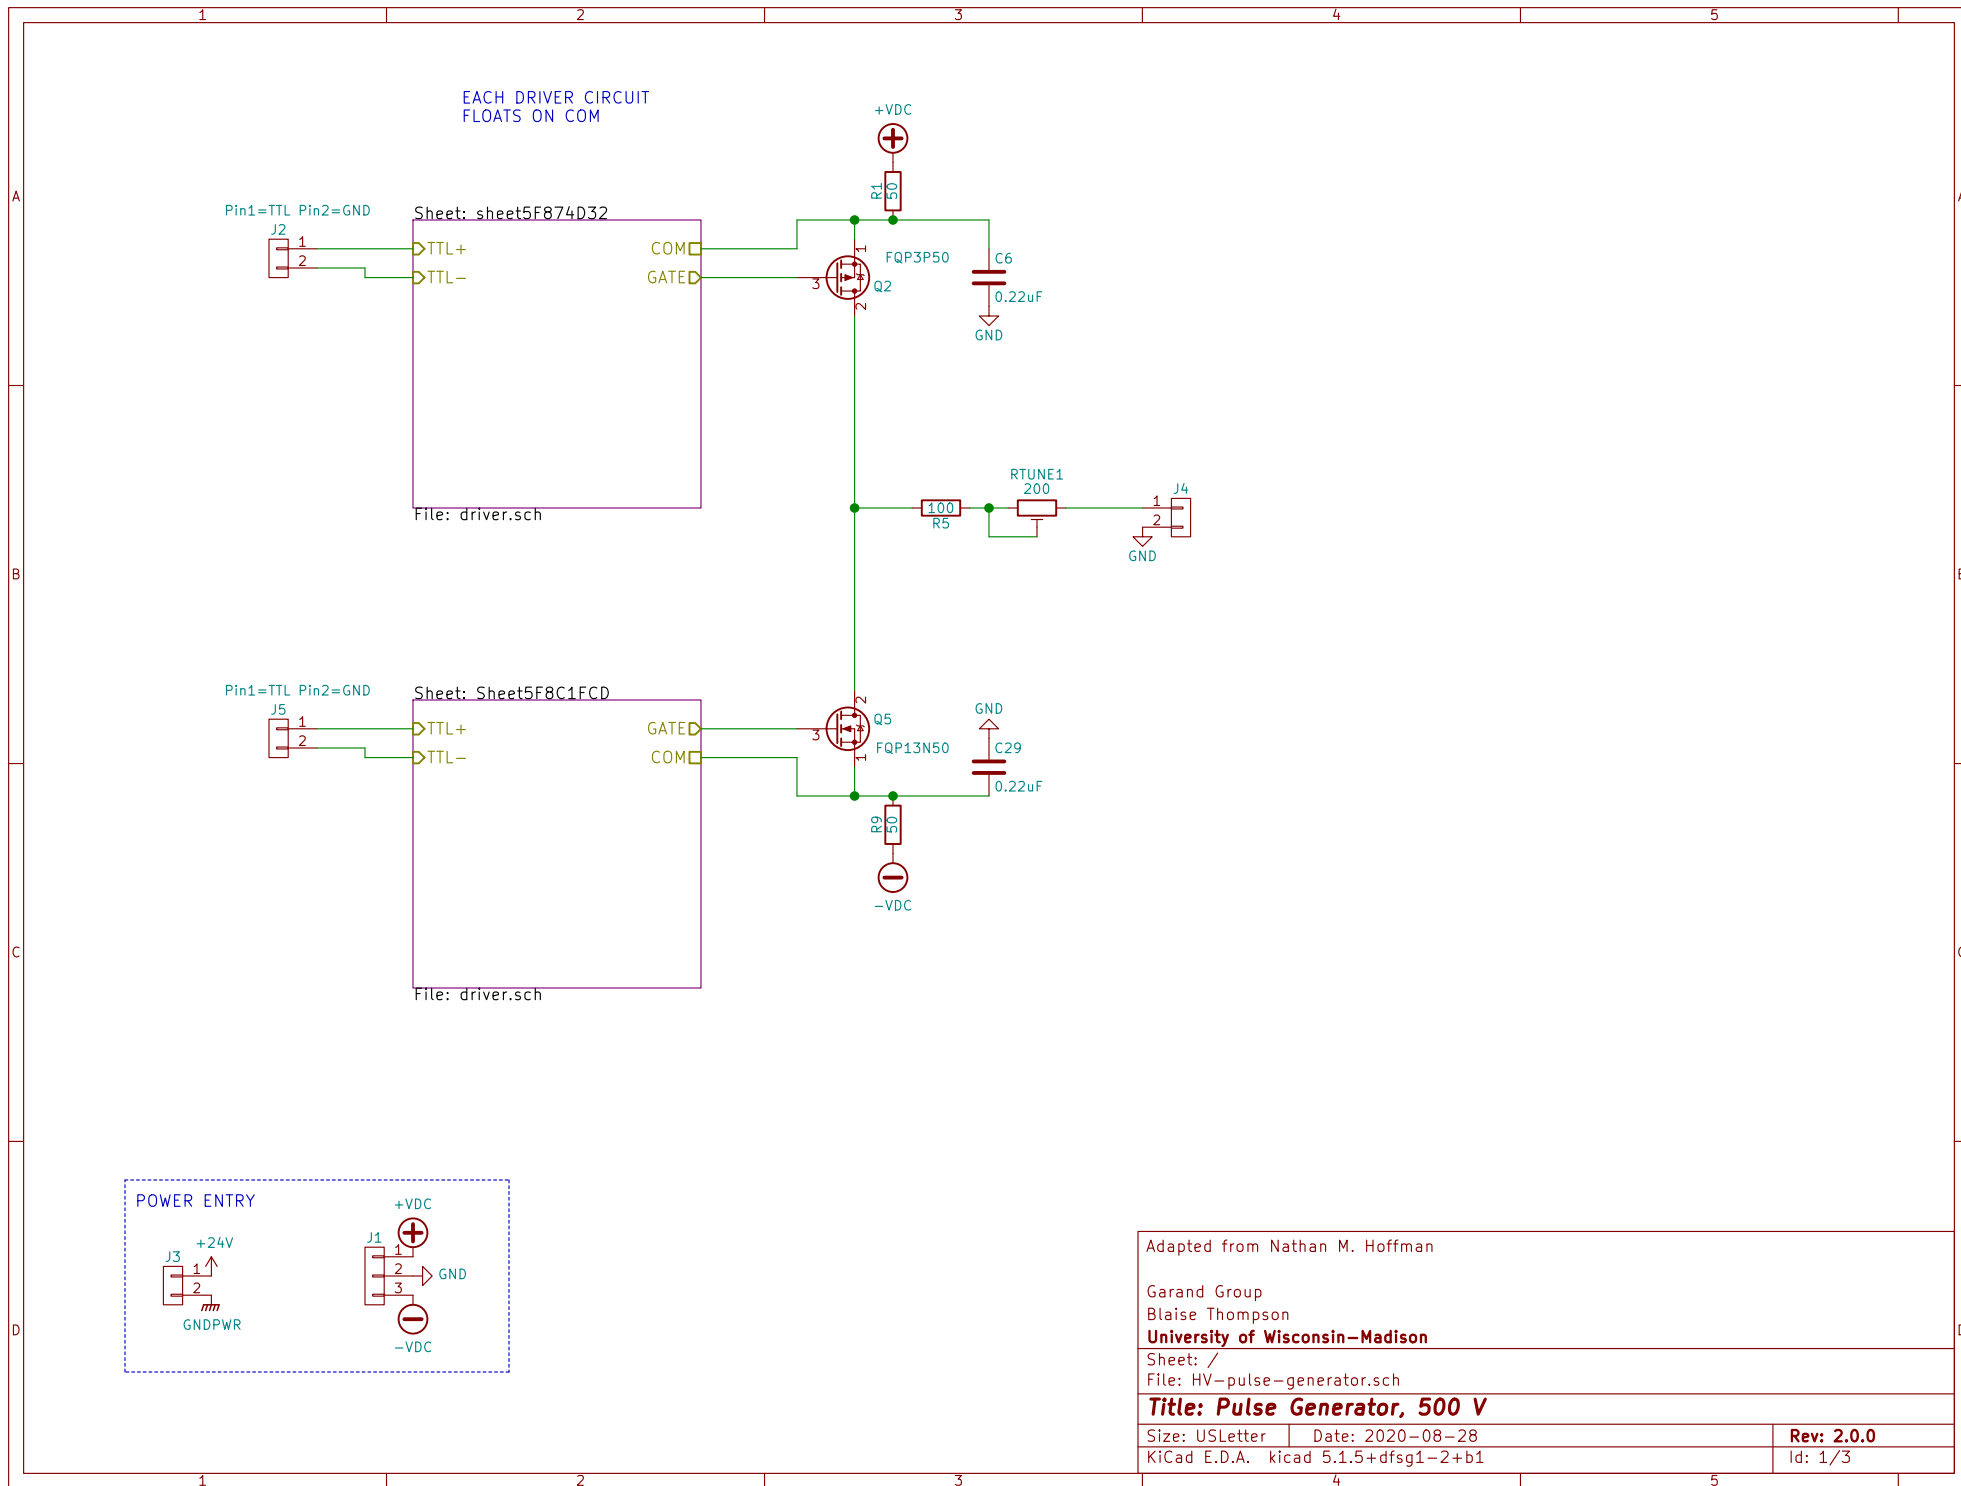 1 2 3 4 5
EACH DRIVER CIRCUIT
FLOATS ON COM
+VDC
R1
50
A
Pin1=TTL Pin2=GND
J2
1
2
Sheet: sheet5F874D32
TTL+
TTL-
COM
GATE
File: driver.sch
1
3
2
FQP3P50
Q2
C6
0.22uF
GND
RTUNE1
200
100
R5
J4
1
2
GND
B
Pin1=TTL Pin2=GND
J5
1
2
Sheet: Sheet5F8C1FCD
TTL+
TTL-
GATE
COM
File: driver.sch
2
3
1
Q5
FQP13N50
GND
C29
0.22uF
R9
50
-VDC
C
POWER ENTRY
J3
+24V
1
2
GNDPWR
J1
+VDC
1
2
3
GND
-VDC
D
Adapted from Nathan M. Hoffman
Garand Group
Blaise Thompson
University of Wisconsin-Madison
Sheet: /
File: HV-pulse-generator.sch
Title: Pulse Generator, 500 V
Size: USLetter Date: 2020-08-28 Rev: 2.0.0
KiCad E.D.A. kicad 5.1.5+dfsg1-2+b1 Id: 1/3
1 2 3 4 5